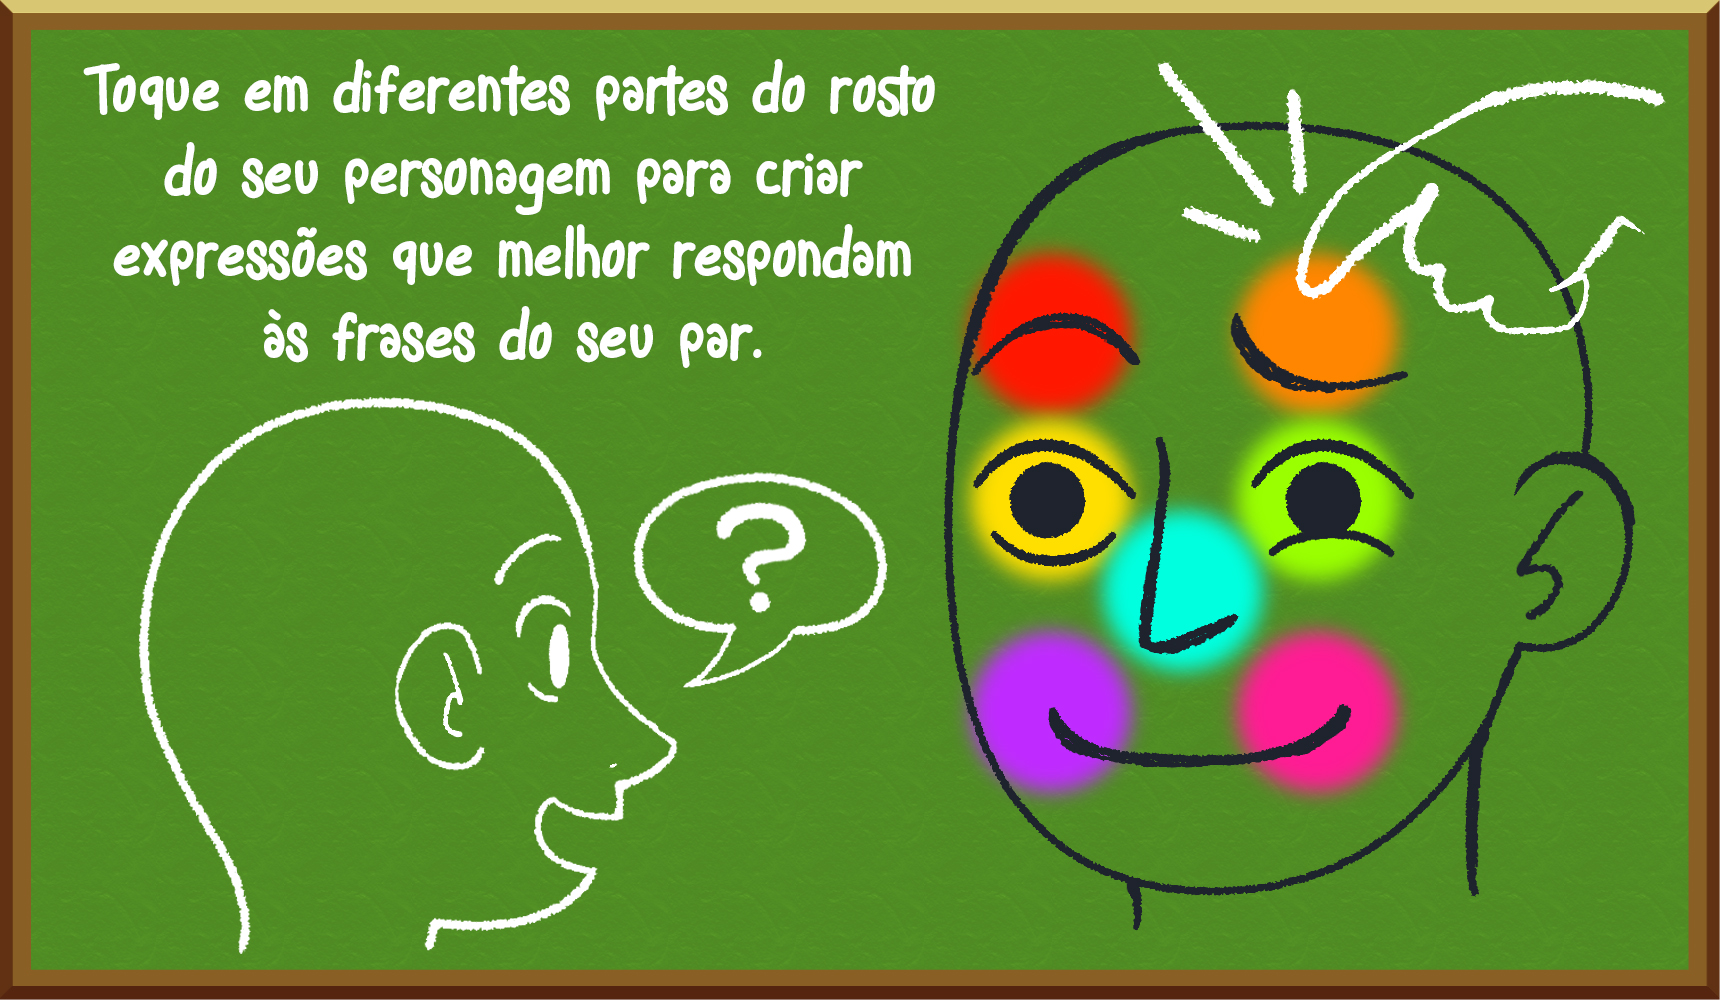 Toque em diferentes partes do rosto
do seu personagem para criar
expressões que melhor respondam
às frases do seu par.
?